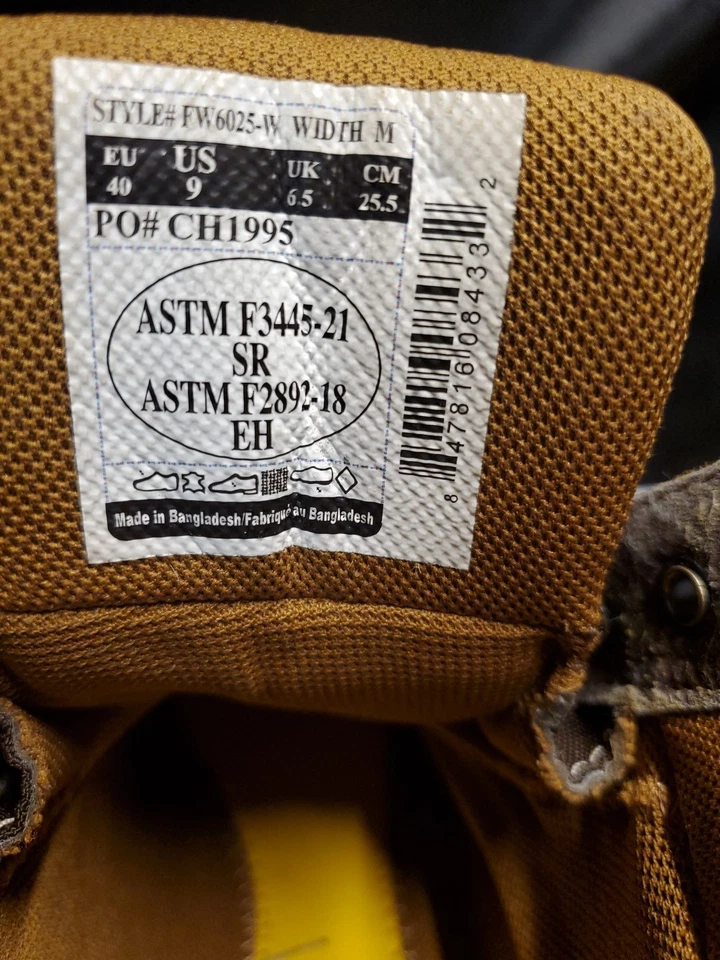 STYLE# FW6025-W WIDTH M
EU US UK CM
40 9 6.5 25.5
PO# CH1995
ASTM F3445-21
SR
ASTM F2892-18
EH
Made in Bangladesh/Fabriqué au Bangladesh
8 47816 08433 2